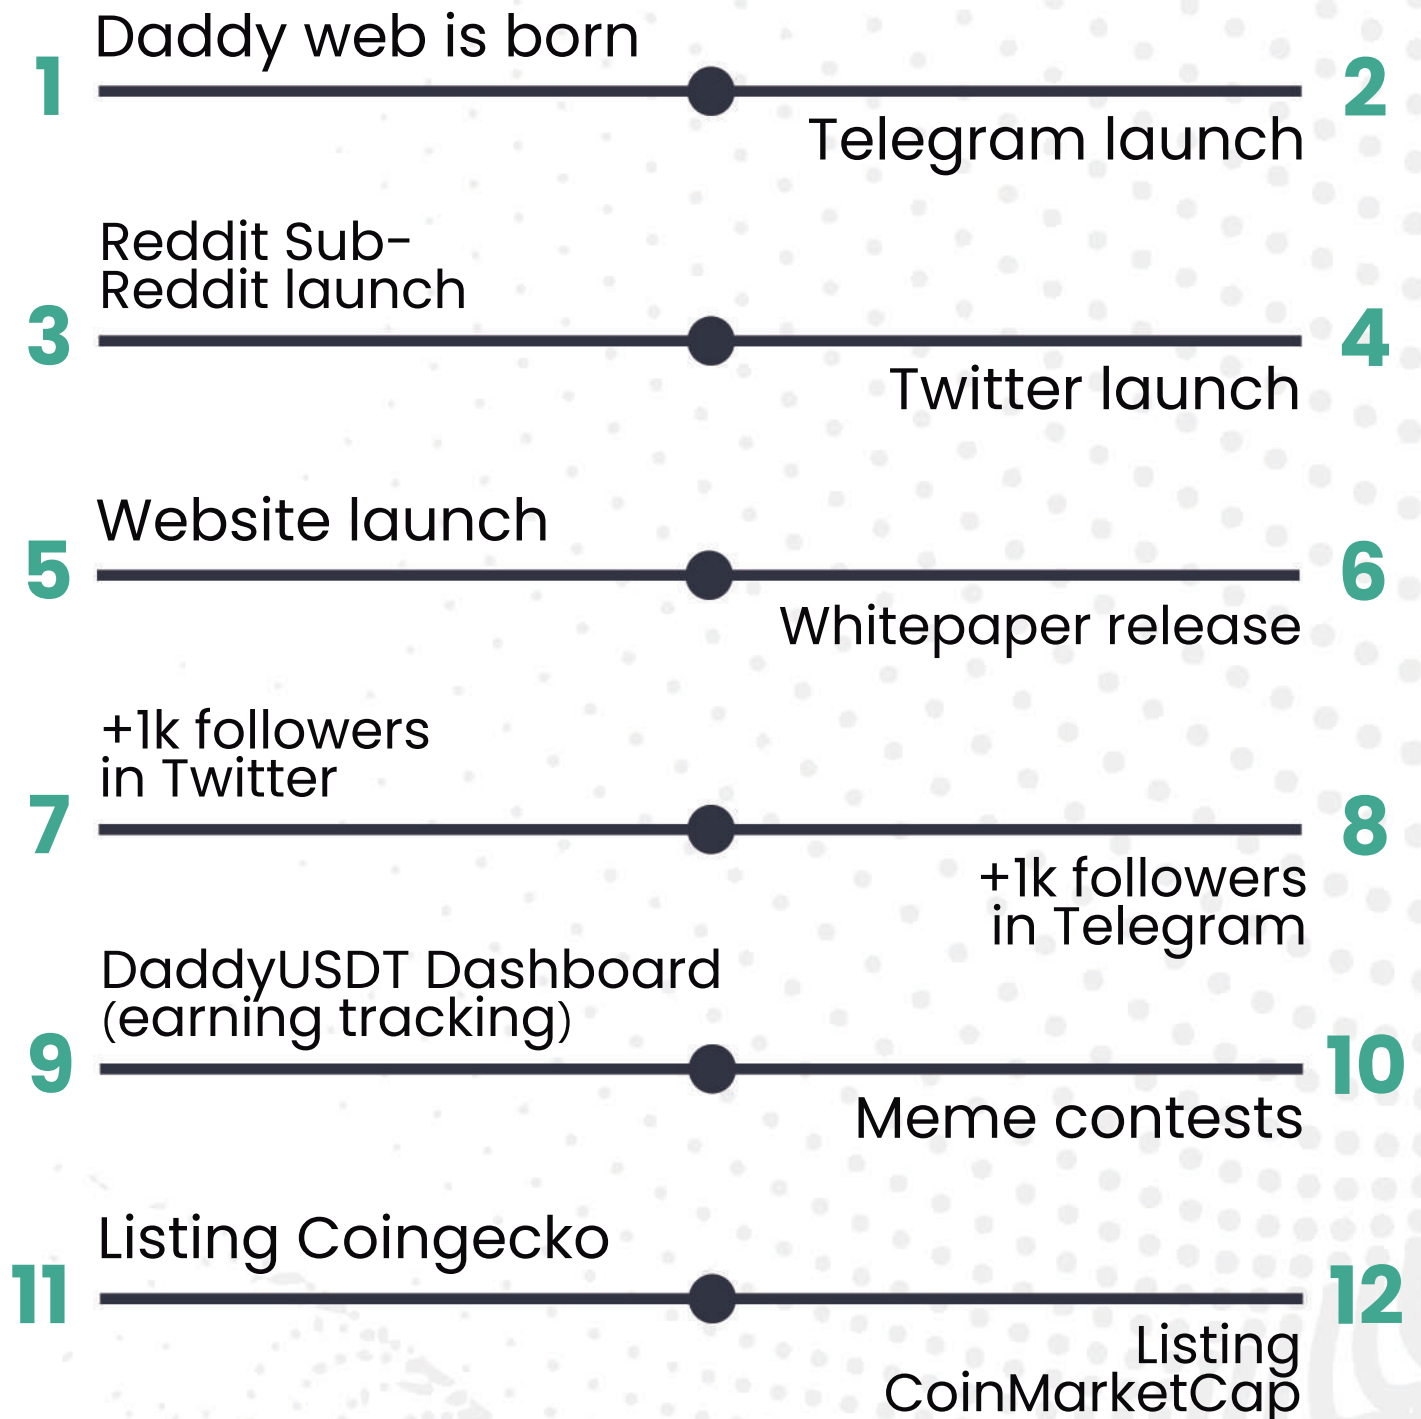 Daddy web is born
1
2
Telegram launch
Reddit Sub-
Reddit launch
3
4
Twitter launch
Website launch
5
6
Whitepaper release
+1k followers
in Twitter
7
8
+1k followers
in Telegram
DaddyUSDT Dashboard
(earning tracking)
9
10
Meme contests
Listing Coingecko
11
12
Listing
CoinMarketCap